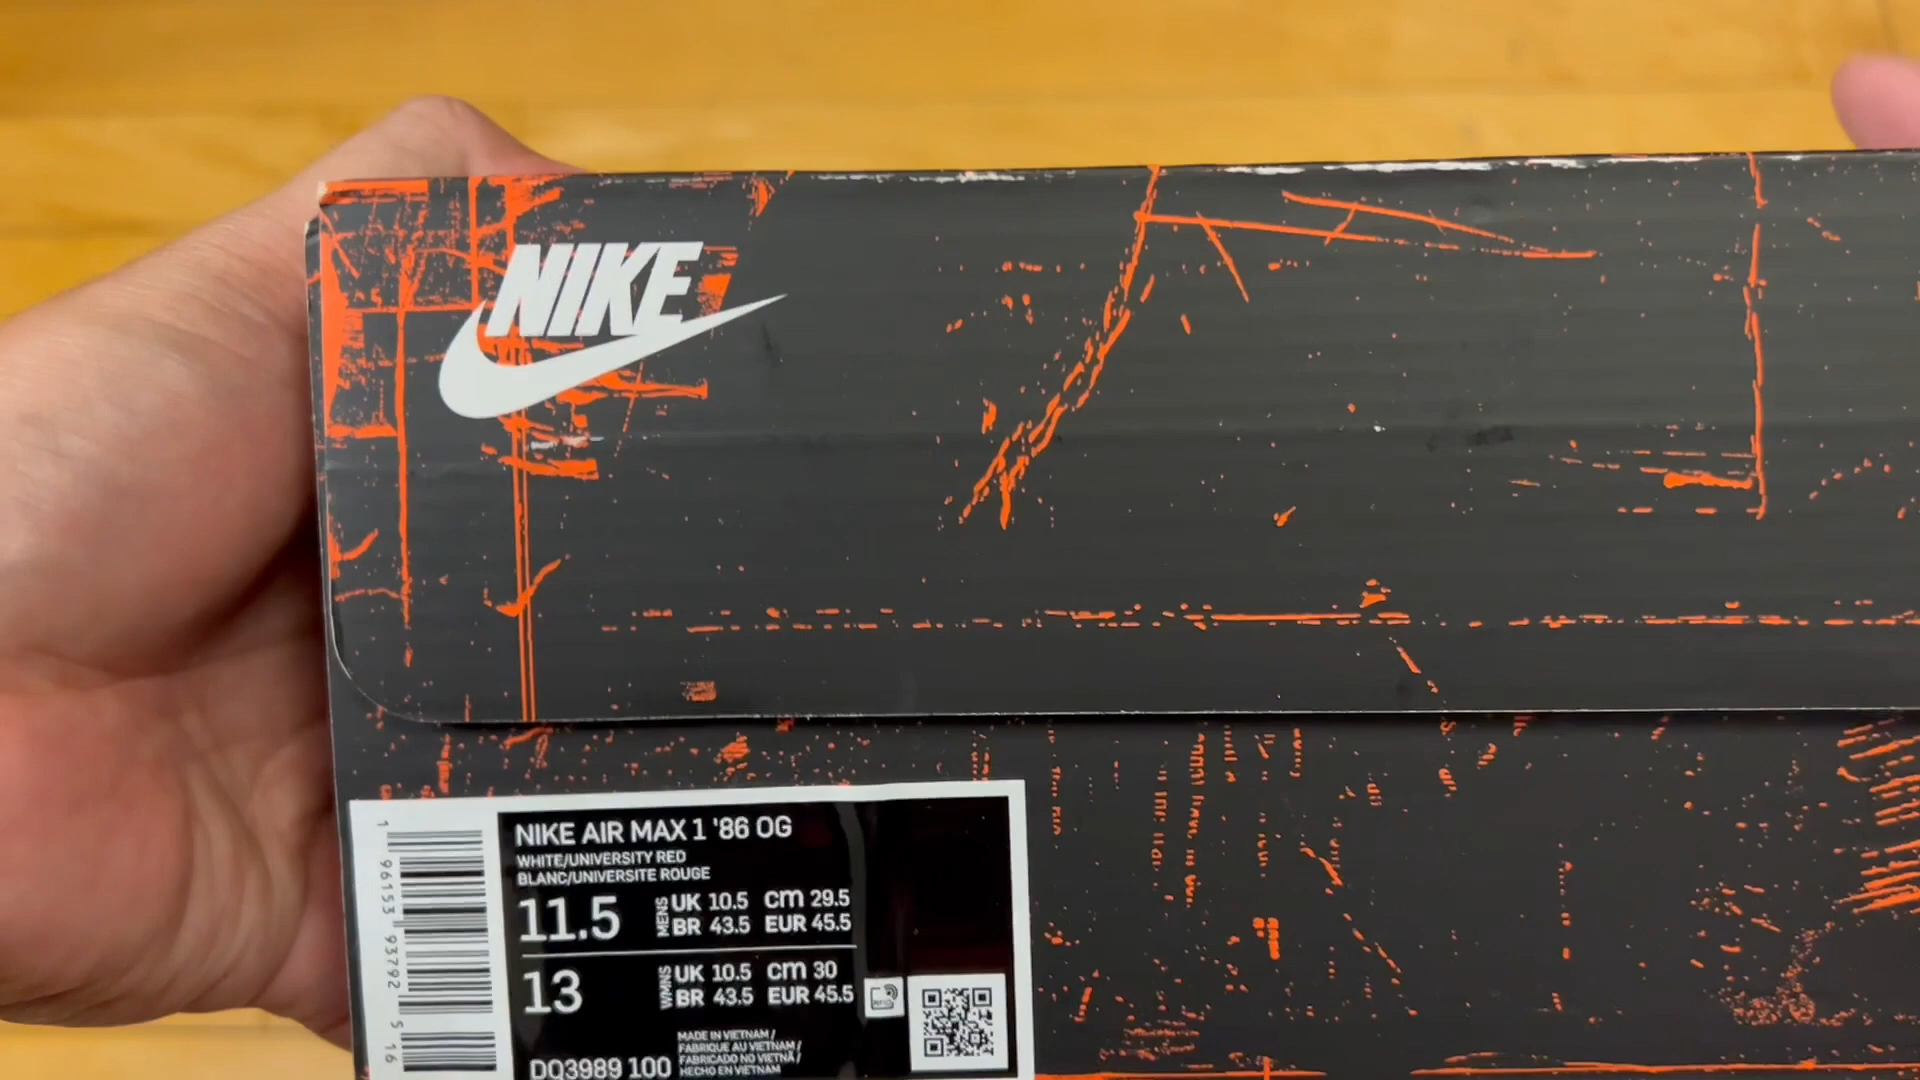 NIKE
NIKE AIR MAX 1 '86 OG
WHITE/UNIVERSITY RED
BLANC/UNIVERSITE ROUGE
11.5 MENS UK 10.5 cm 29.5
BR 43.5 EUR 45.5
13 WMNS UK 10.5 cm 30
BR 43.5 EUR 45.5
RFID
DQ3989 100
MADE IN VIETNAM /
FABRIQUE AU VIETNAM /
FABRICADO NO VIETNÃ /
HECHO EN VIETNAM
1 96153 93792 5 16